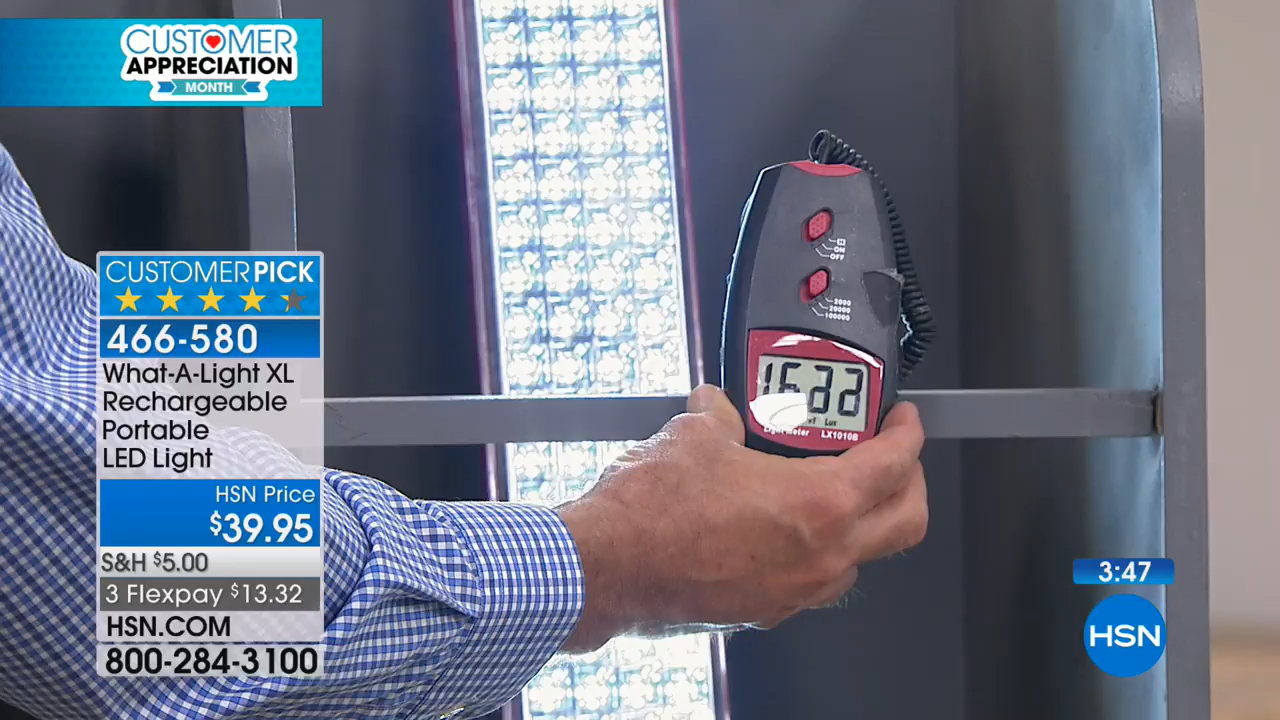 CUSTOMER
APPRECIATION
MONTH
CUSTOMER PICK
466-580
What-A-Light XL
Rechargeable
Portable
LED Light
HSN Price
$39.95
S&H $5.00
3 Flexpay $13.32
HSN.COM
800-284-3100
ON
OFF
2000
20000
100000
Lux
Light Meter LX1010B
3:47
HSN